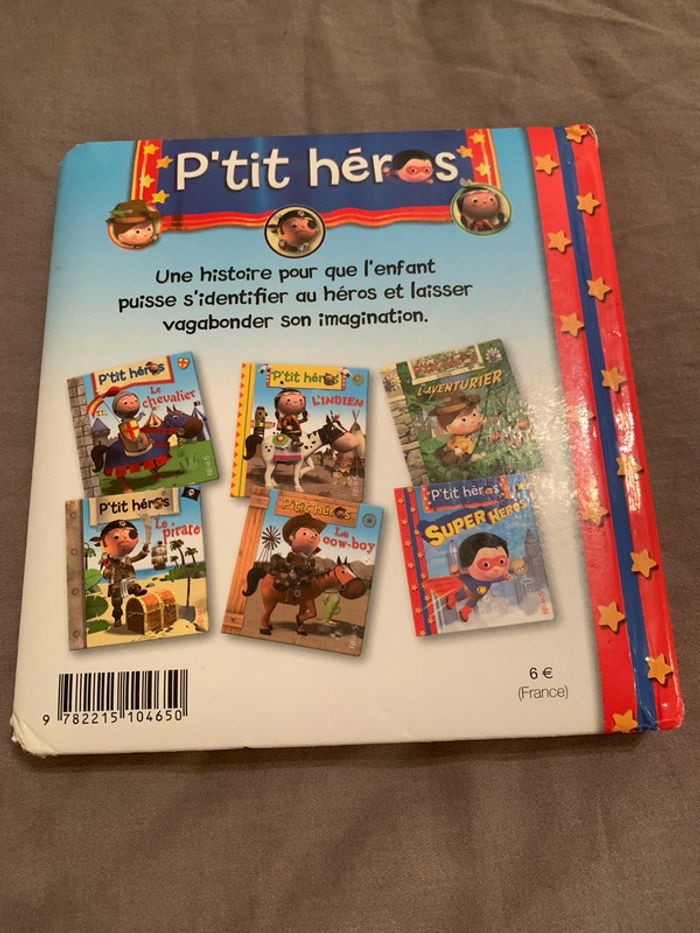 P'tit héros
Une histoire pour que l'enfant
puisse s'identifier au héros et laisser
vagabonder son imagination.
P'tit héros
Le
chevalier
P'tit héros
L'INDIEN
L'AVENTURIER
P'tit héros
Le pirate
P'tit héros
Le
cow-boy
P'tit héros
SUPER HÉROS
9 782215 104650
6 €
(France)